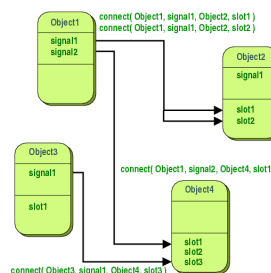 connect( Object1, signal1, Object2, slot1 )
connect( Object1, signal1, Object2, slot2 )
Object1
signal1
signal2
Object2
signal1
slot1
slot2
Object3
signal1
slot1
connect( Object1, signal2, Object4, slot1
Object4
slot1
slot2
slot3
connect( Object3, signal1, Object4, slot3 )